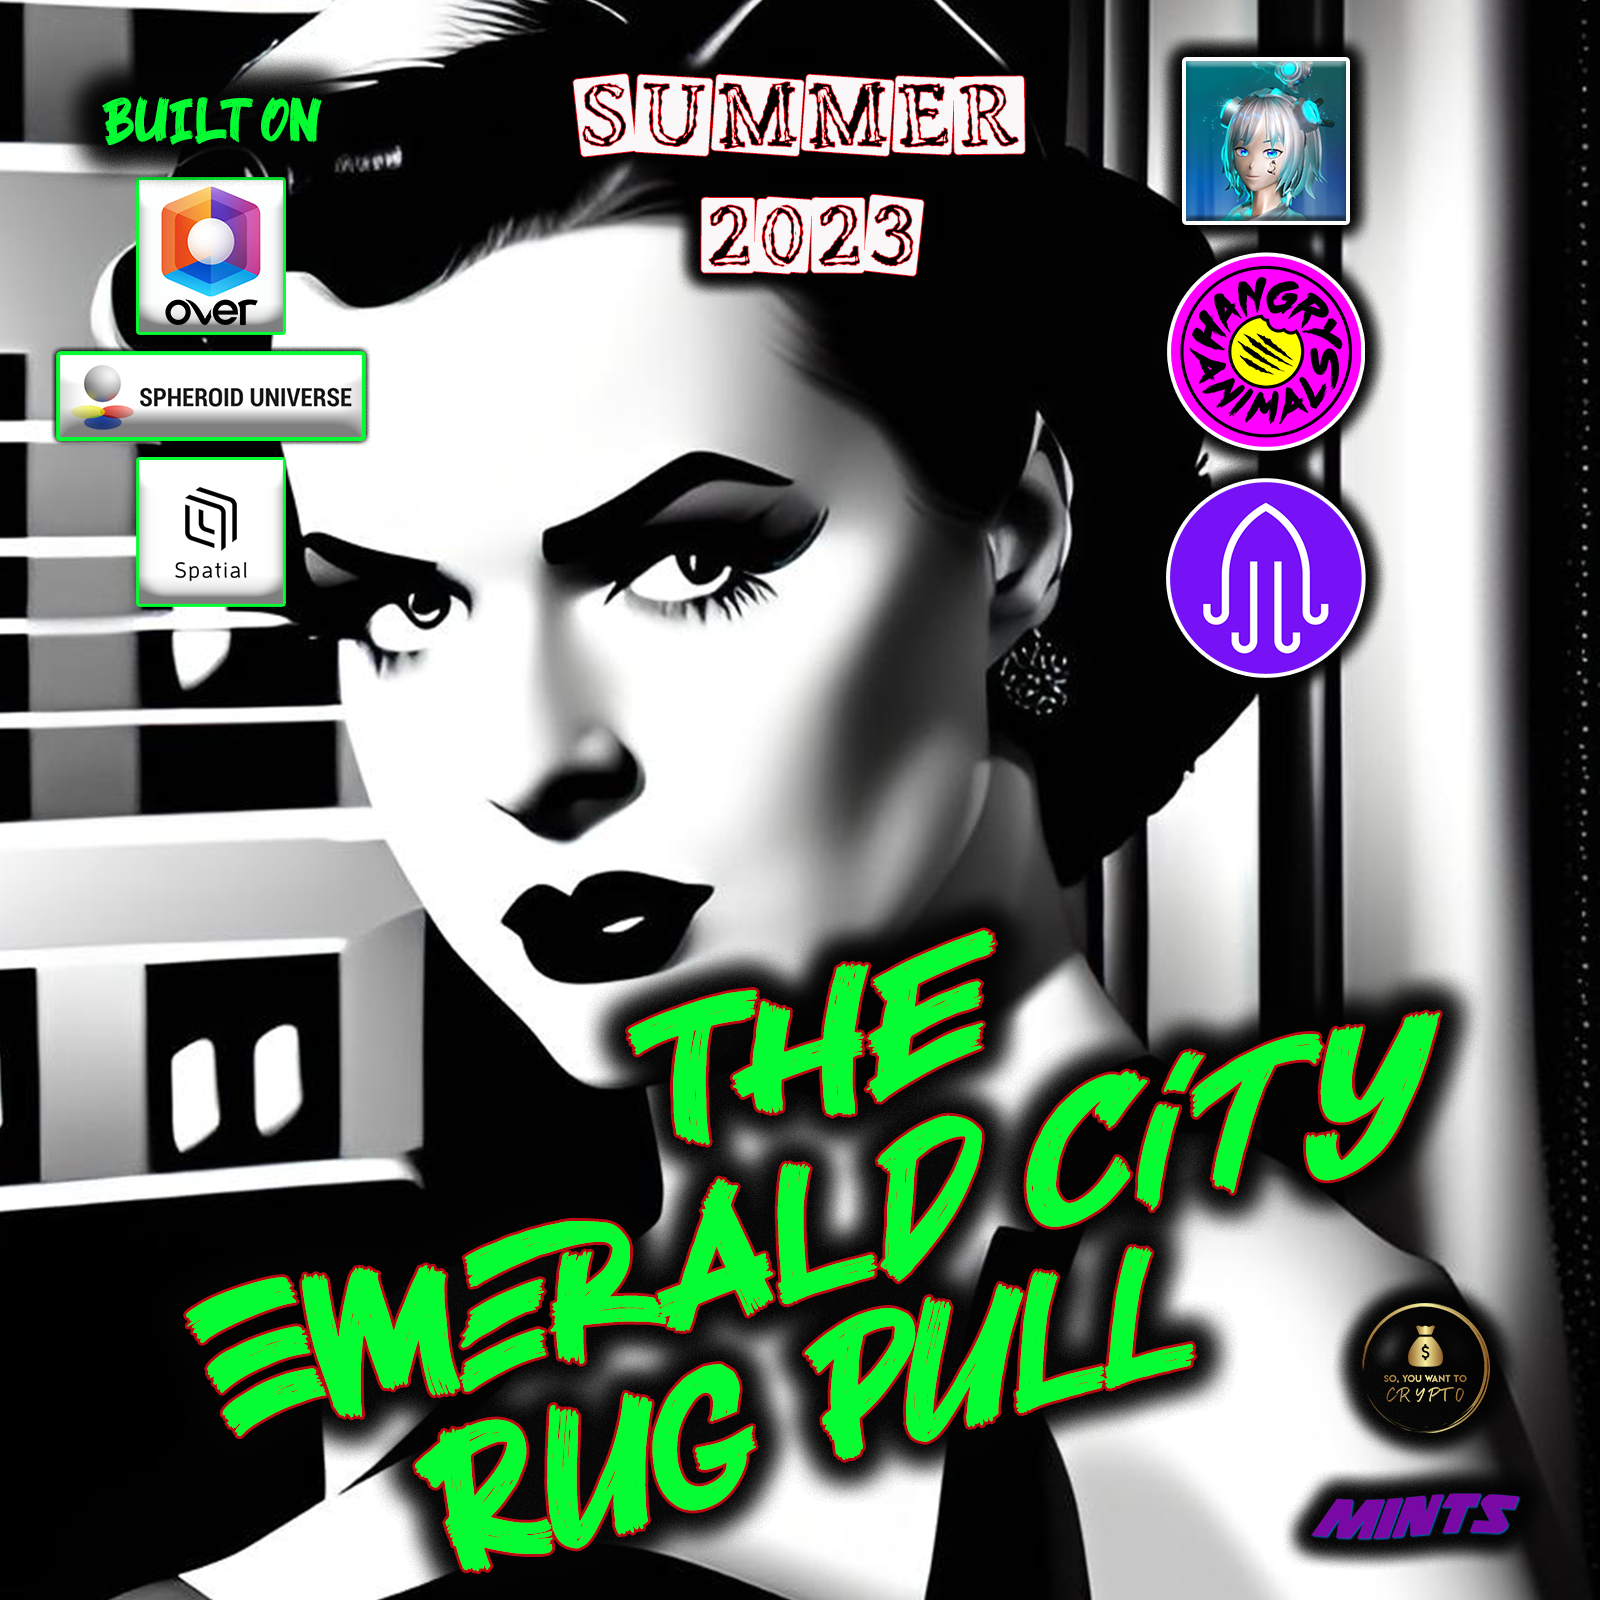 BUILT ON
over
SPHEROID UNIVERSE
Spatial
SUMMER
2023
HANGRY
ANIMALS
THE
EMERALD CITY
RUG PULL
SO, YOU WANT TO
CRYPTO
MINTS